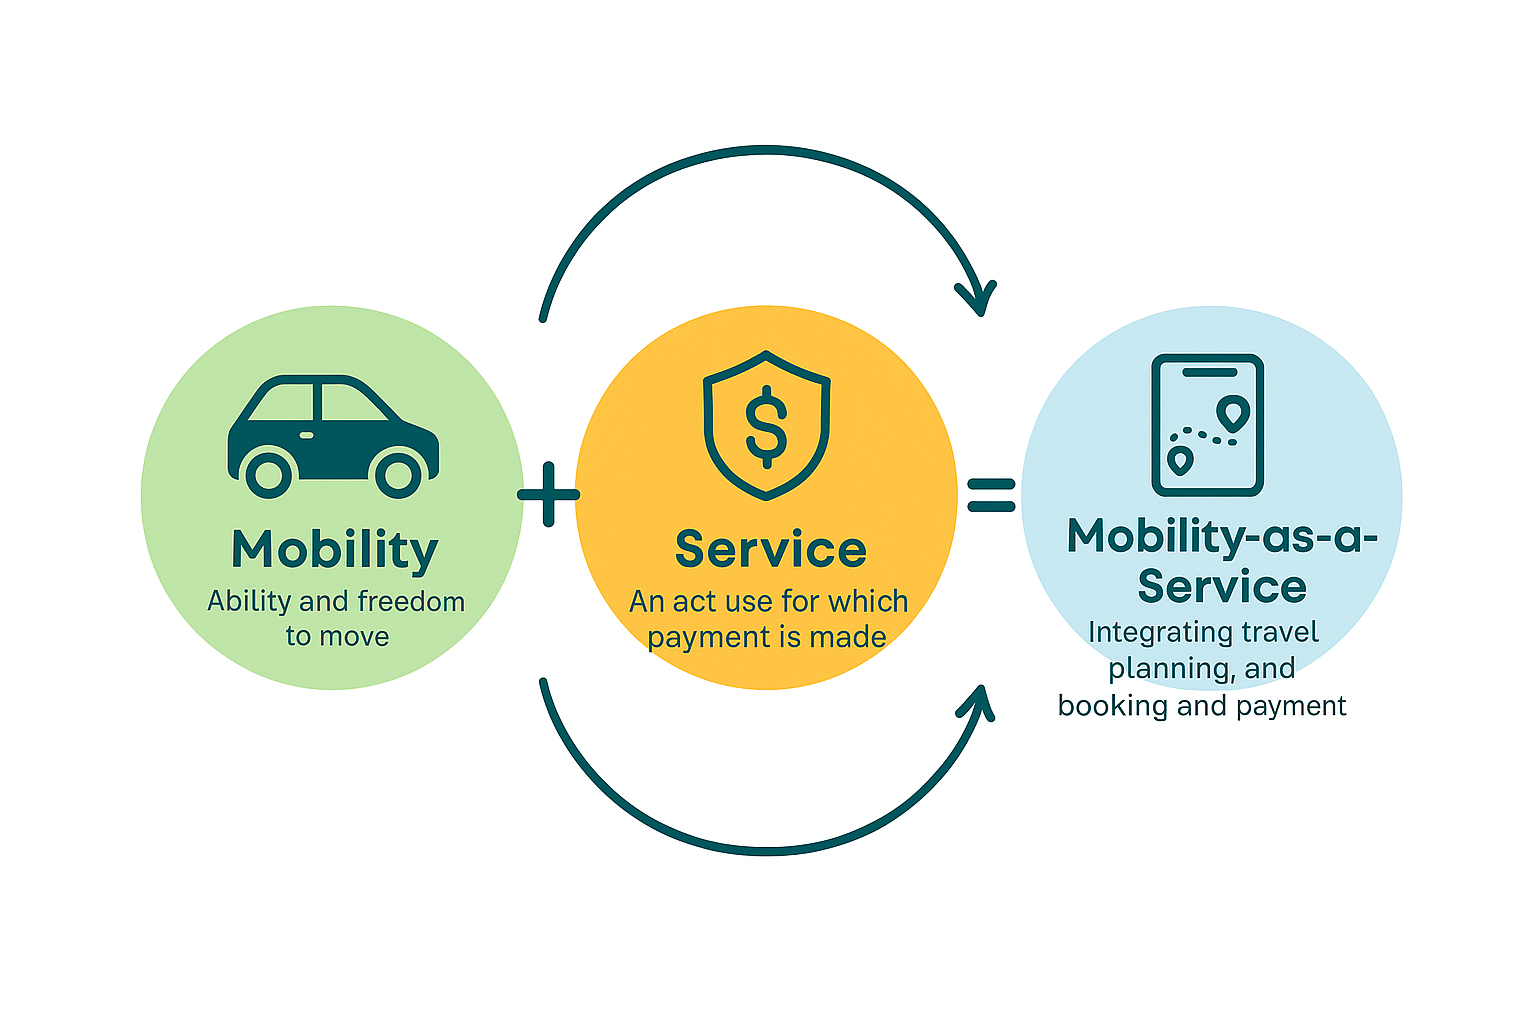 Mobility
Ability and freedom
to move
+
Service
$
An act use for which
payment is made
=
Mobility-as-a-
Service
Integrating travel
planning, and
booking and payment